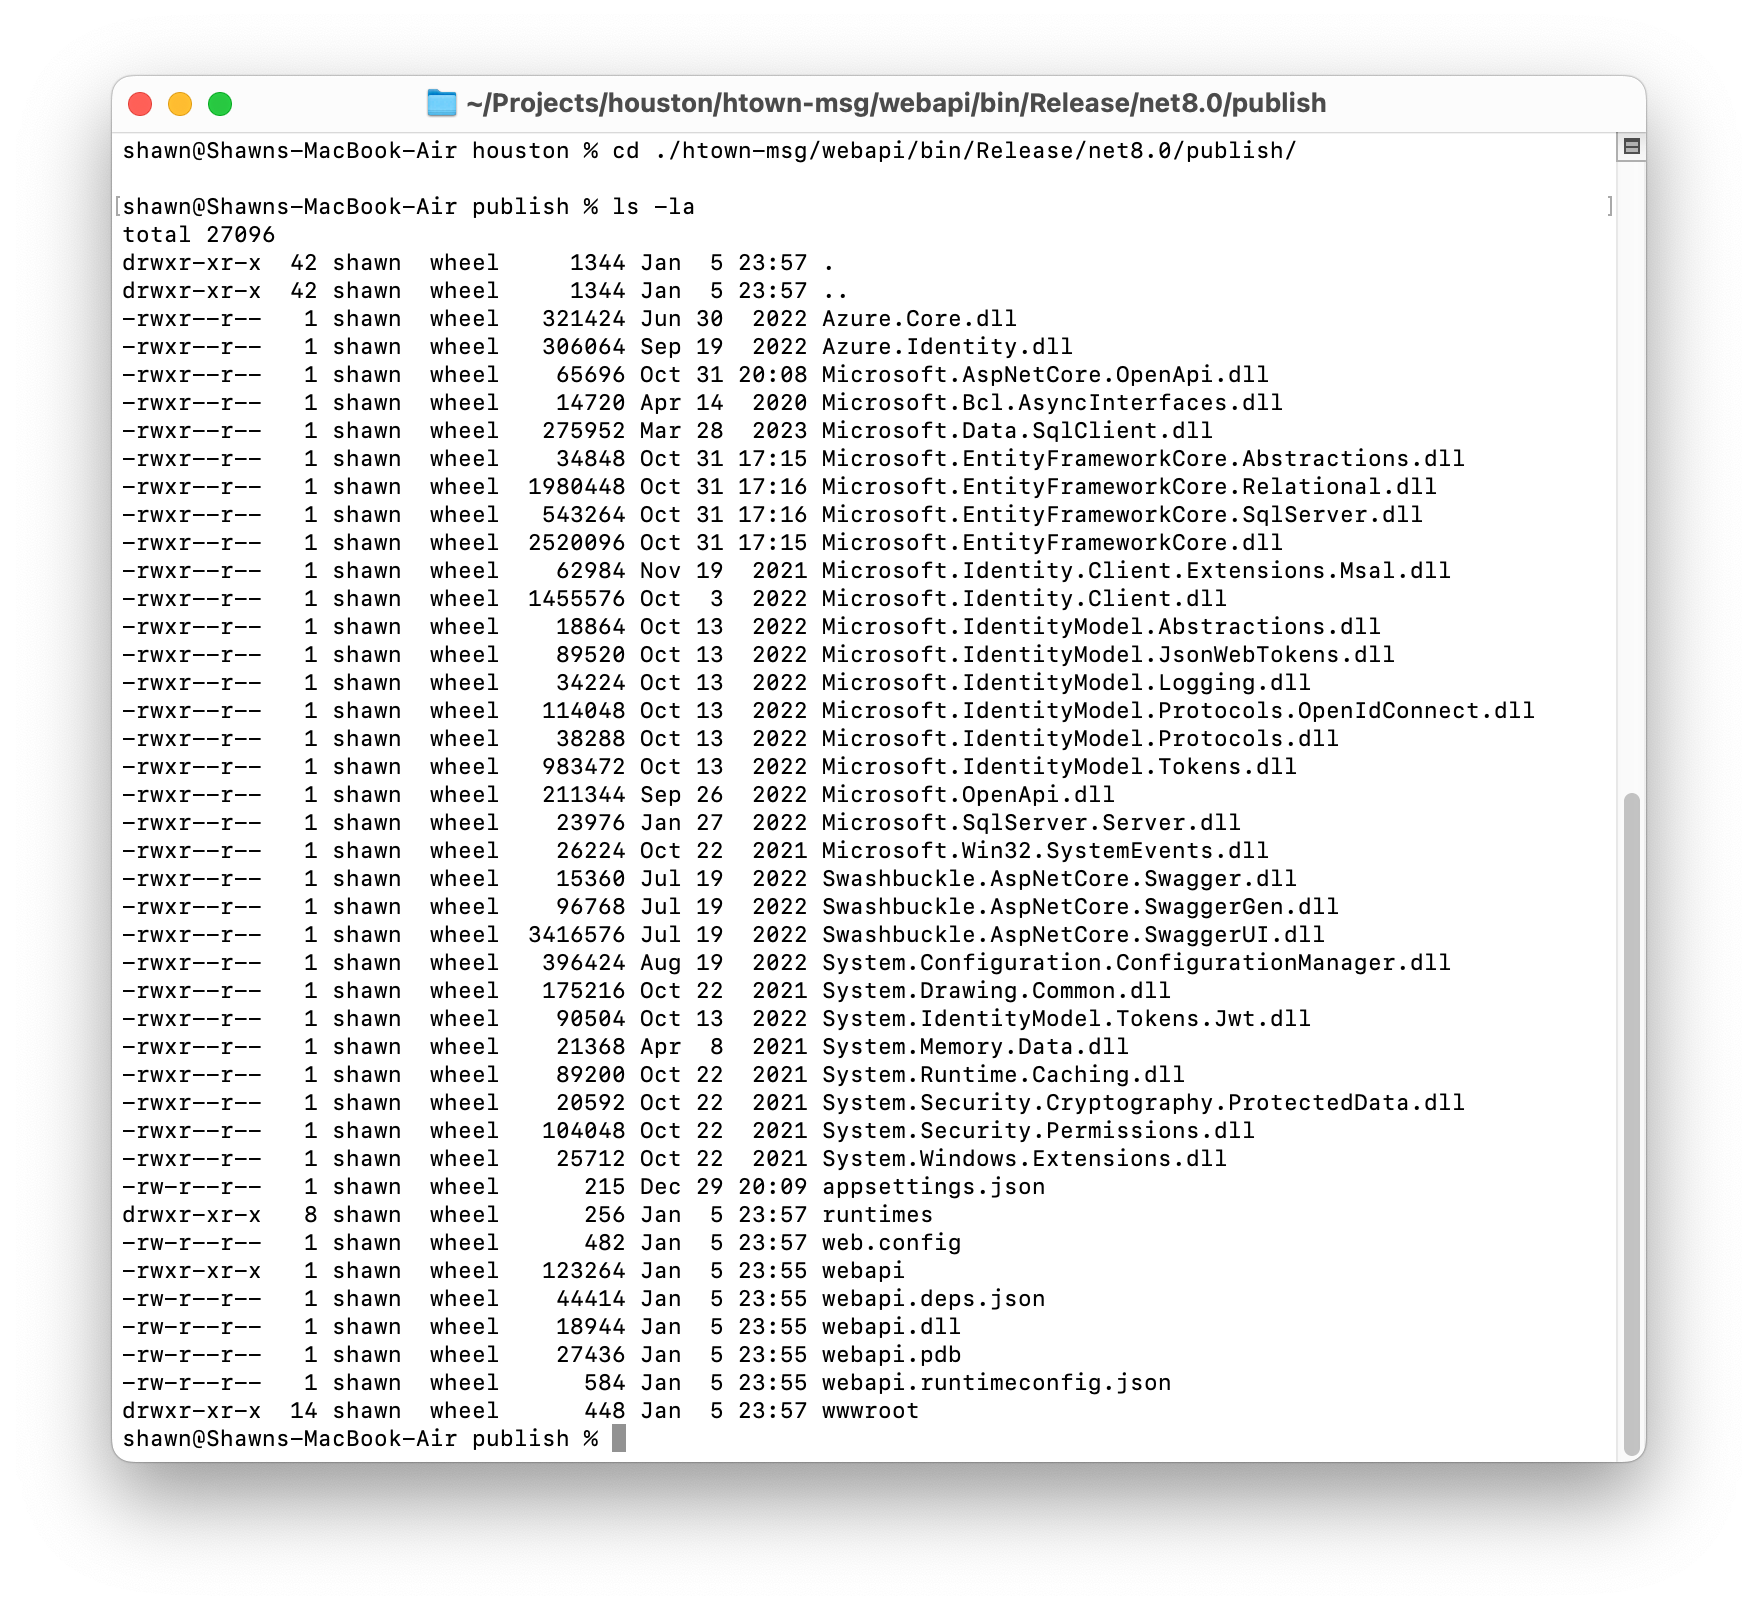 ~/Projects/houston/htown-msg/webapi/bin/Release/net8.0/publish
shawn@Shawns-MacBook-Air houston % cd ./htown-msg/webapi/bin/Release/net8.0/publish/
[shawn@Shawns-MacBook-Air publish % ls -la ]
total 27096
drwxr-xr-x  42 shawn  wheel     1344 Jan  5 23:57 .
drwxr-xr-x  42 shawn  wheel     1344 Jan  5 23:57 ..
-rwxr--r--   1 shawn  wheel   321424 Jun 30  2022 Azure.Core.dll
-rwxr--r--   1 shawn  wheel   306064 Sep 19  2022 Azure.Identity.dll
-rwxr--r--   1 shawn  wheel    65696 Oct 31 20:08 Microsoft.AspNetCore.OpenApi.dll
-rwxr--r--   1 shawn  wheel    14720 Apr 14  2020 Microsoft.Bcl.AsyncInterfaces.dll
-rwxr--r--   1 shawn  wheel   275952 Mar 28  2023 Microsoft.Data.SqlClient.dll
-rwxr--r--   1 shawn  wheel    34848 Oct 31 17:15 Microsoft.EntityFrameworkCore.Abstractions.dll
-rwxr--r--   1 shawn  wheel  1980448 Oct 31 17:16 Microsoft.EntityFrameworkCore.Relational.dll
-rwxr--r--   1 shawn  wheel   543264 Oct 31 17:16 Microsoft.EntityFrameworkCore.SqlServer.dll
-rwxr--r--   1 shawn  wheel  2520096 Oct 31 17:15 Microsoft.EntityFrameworkCore.dll
-rwxr--r--   1 shawn  wheel    62984 Nov 19  2021 Microsoft.Identity.Client.Extensions.Msal.dll
-rwxr--r--   1 shawn  wheel  1455576 Oct  3  2022 Microsoft.Identity.Client.dll
-rwxr--r--   1 shawn  wheel    18864 Oct 13  2022 Microsoft.IdentityModel.Abstractions.dll
-rwxr--r--   1 shawn  wheel    89520 Oct 13  2022 Microsoft.IdentityModel.JsonWebTokens.dll
-rwxr--r--   1 shawn  wheel    34224 Oct 13  2022 Microsoft.IdentityModel.Logging.dll
-rwxr--r--   1 shawn  wheel   114048 Oct 13  2022 Microsoft.IdentityModel.Protocols.OpenIdConnect.dll
-rwxr--r--   1 shawn  wheel    38288 Oct 13  2022 Microsoft.IdentityModel.Protocols.dll
-rwxr--r--   1 shawn  wheel   983472 Oct 13  2022 Microsoft.IdentityModel.Tokens.dll
-rwxr--r--   1 shawn  wheel   211344 Sep 26  2022 Microsoft.OpenApi.dll
-rwxr--r--   1 shawn  wheel    23976 Jan 27  2022 Microsoft.SqlServer.Server.dll
-rwxr--r--   1 shawn  wheel    26224 Oct 22  2021 Microsoft.Win32.SystemEvents.dll
-rwxr--r--   1 shawn  wheel    15360 Jul 19  2022 Swashbuckle.AspNetCore.Swagger.dll
-rwxr--r--   1 shawn  wheel    96768 Jul 19  2022 Swashbuckle.AspNetCore.SwaggerGen.dll
-rwxr--r--   1 shawn  wheel  3416576 Jul 19  2022 Swashbuckle.AspNetCore.SwaggerUI.dll
-rwxr--r--   1 shawn  wheel   396424 Aug 19  2022 System.Configuration.ConfigurationManager.dll
-rwxr--r--   1 shawn  wheel   175216 Oct 22  2021 System.Drawing.Common.dll
-rwxr--r--   1 shawn  wheel    90504 Oct 13  2022 System.IdentityModel.Tokens.Jwt.dll
-rwxr--r--   1 shawn  wheel    21368 Apr  8  2021 System.Memory.Data.dll
-rwxr--r--   1 shawn  wheel    89200 Oct 22  2021 System.Runtime.Caching.dll
-rwxr--r--   1 shawn  wheel    20592 Oct 22  2021 System.Security.Cryptography.ProtectedData.dll
-rwxr--r--   1 shawn  wheel   104048 Oct 22  2021 System.Security.Permissions.dll
-rwxr--r--   1 shawn  wheel    25712 Oct 22  2021 System.Windows.Extensions.dll
-rw-r--r--   1 shawn  wheel      215 Dec 29 20:09 appsettings.json
drwxr-xr-x   8 shawn  wheel      256 Jan  5 23:57 runtimes
-rw-r--r--   1 shawn  wheel      482 Jan  5 23:57 web.config
-rwxr-xr-x   1 shawn  wheel   123264 Jan  5 23:55 webapi
-rw-r--r--   1 shawn  wheel    44414 Jan  5 23:55 webapi.deps.json
-rw-r--r--   1 shawn  wheel    18944 Jan  5 23:55 webapi.dll
-rw-r--r--   1 shawn  wheel    27436 Jan  5 23:55 webapi.pdb
-rw-r--r--   1 shawn  wheel      584 Jan  5 23:55 webapi.runtimeconfig.json
drwxr-xr-x  14 shawn  wheel      448 Jan  5 23:57 wwwroot
shawn@Shawns-MacBook-Air publish %